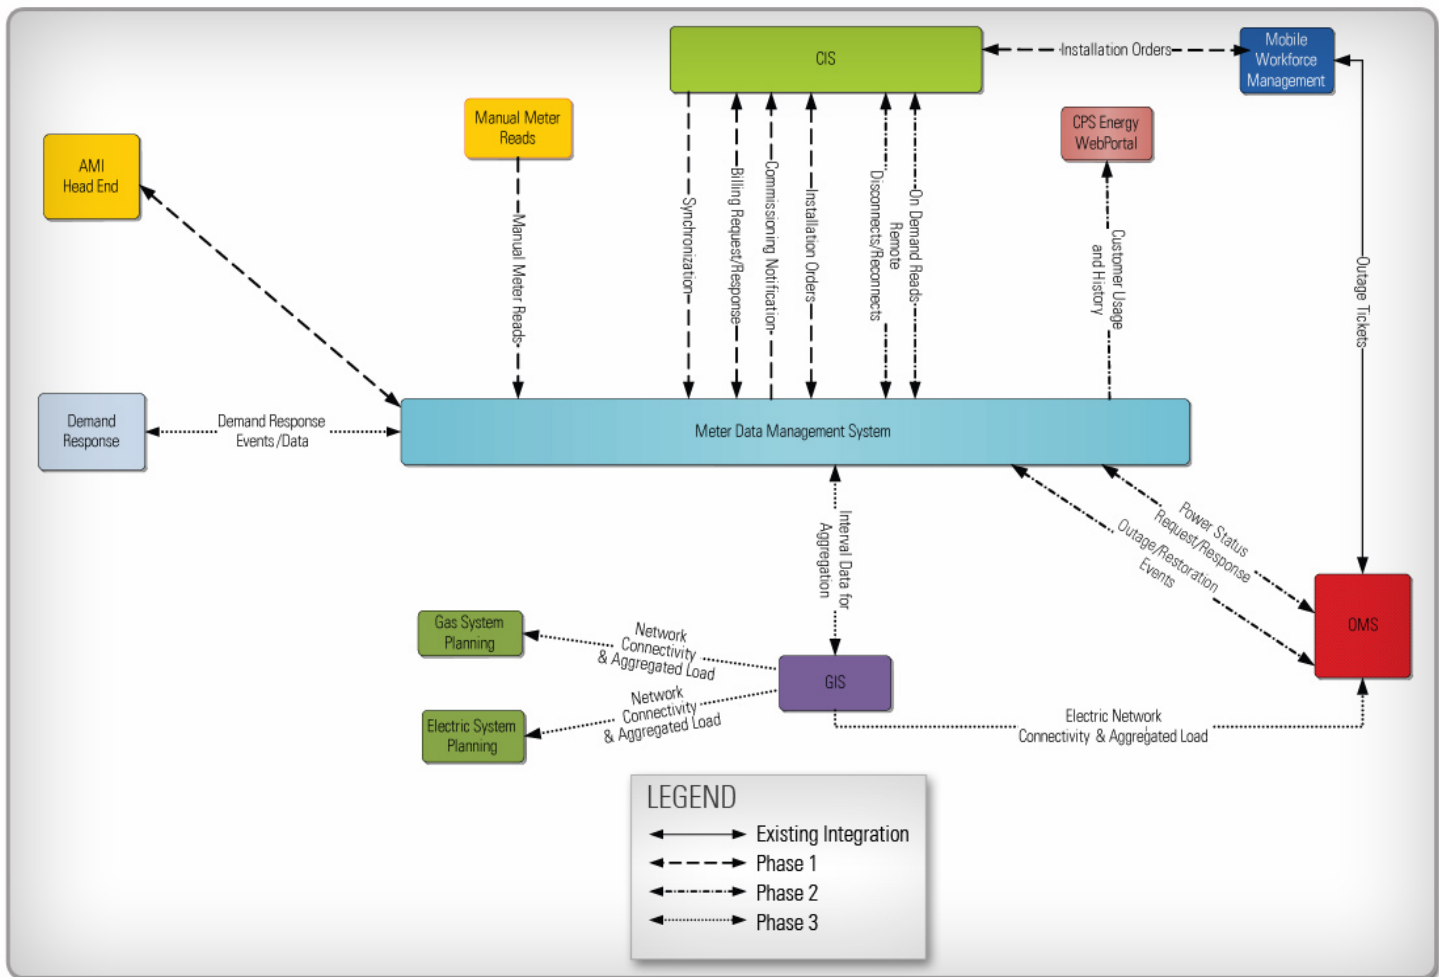 CIS
Installation Orders
Mobile
Workforce
Management
Manual Meter
Reads
CPS Energy
WebPortal
AMI
Head End
Manual Meter Reads
Synchronization
Billing Request/Response
Commissioning Notification
Installation Orders
Remote
Disconnects/Reconnects
On Demand Reads
Customer Usage
and History
Outage Tickets
Demand
Response
Demand Response
Events/Data
Meter Data Management System
Interval Data for
Aggregation
Power Status
Request/Response
Outage/Restoration
Events
Gas System
Planning
Network
Connectivity
& Aggregated Load
OMS
GIS
Electric System
Planning
Network
Connectivity
& Aggregated Load
Electric Network
Connectivity & Aggregated Load
LEGEND
Existing Integration
Phase 1
Phase 2
Phase 3